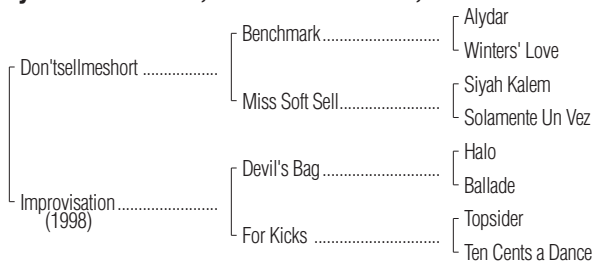 Alydar
Benchmark
Winters' Love
Don'tsellmeshort
Siyah Kalem
Miss Soft Sell
Solamente Un Vez
Halo
Devil's Bag
Ballade
Improvisation
(1998)
Topsider
For Kicks
Ten Cents a Dance